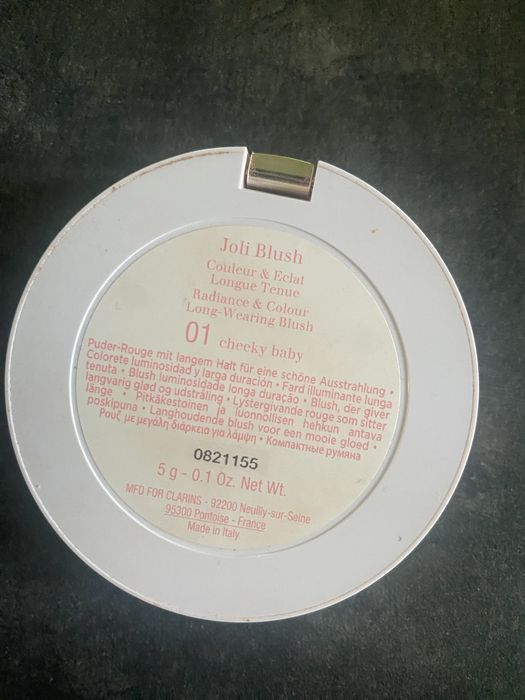 Joli Blush
Couleur & Eclat
Longue Tenue
Radiance & Colour
Long-Wearing Blush
01 cheeky baby
Puder-Rouge mit langem Halt für eine schöne Ausstrahlung •
Colorete luminosidad y larga duración • Fard illuminante lunga
tenuta • Blush luminosidade longa duração • Blush, der giver
langvarig glød og udstråling • Lystergivende rouge som sitter
länge • Pitkäkestoinen ja luonnollisen hehkun antava
poskipuna • Langhoudende blush voor een mooie gloed •
Ρουζ με μεγάλη διάρκεια για λάμψη • Компактные румяна
0821155
5 g - 0.1 Oz. Net Wt.
MFD FOR CLARINS - 92200 Neuilly-sur-Seine
95300 Pontoise - France
Made in Italy